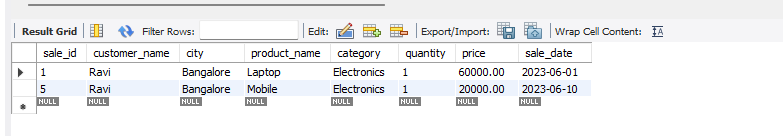 Result Grid Filter Rows: Edit: Export/Import: Wrap Cell Content:
sale_id customer_name city product_name category quantity price sale_date
1 Ravi Bangalore Laptop Electronics 1 60000.00 2023-06-01
5 Ravi Bangalore Mobile Electronics 1 20000.00 2023-06-10
NULL NULL NULL NULL NULL NULL NULL NULL